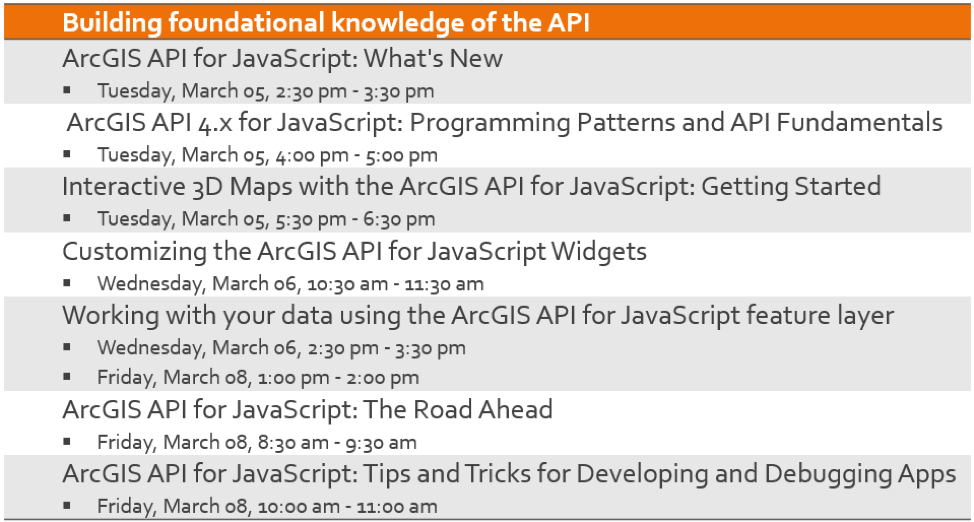 Building foundational knowledge of the API
ArcGIS API for JavaScript: What's New
▪ Tuesday, March 05, 2:30 pm - 3:30 pm
ArcGIS API 4.x for JavaScript: Programming Patterns and API Fundamentals
▪ Tuesday, March 05, 4:00 pm - 5:00 pm
Interactive 3D Maps with the ArcGIS API for JavaScript: Getting Started
▪ Tuesday, March 05, 5:30 pm - 6:30 pm
Customizing the ArcGIS API for JavaScript Widgets
▪ Wednesday, March 06, 10:30 am - 11:30 am
Working with your data using the ArcGIS API for JavaScript feature layer
▪ Wednesday, March 06, 2:30 pm - 3:30 pm
▪ Friday, March 08, 1:00 pm - 2:00 pm
ArcGIS API for JavaScript: The Road Ahead
▪ Friday, March 08, 8:30 am - 9:30 am
ArcGIS API for JavaScript: Tips and Tricks for Developing and Debugging Apps
▪ Friday, March 08, 10:00 am - 11:00 am